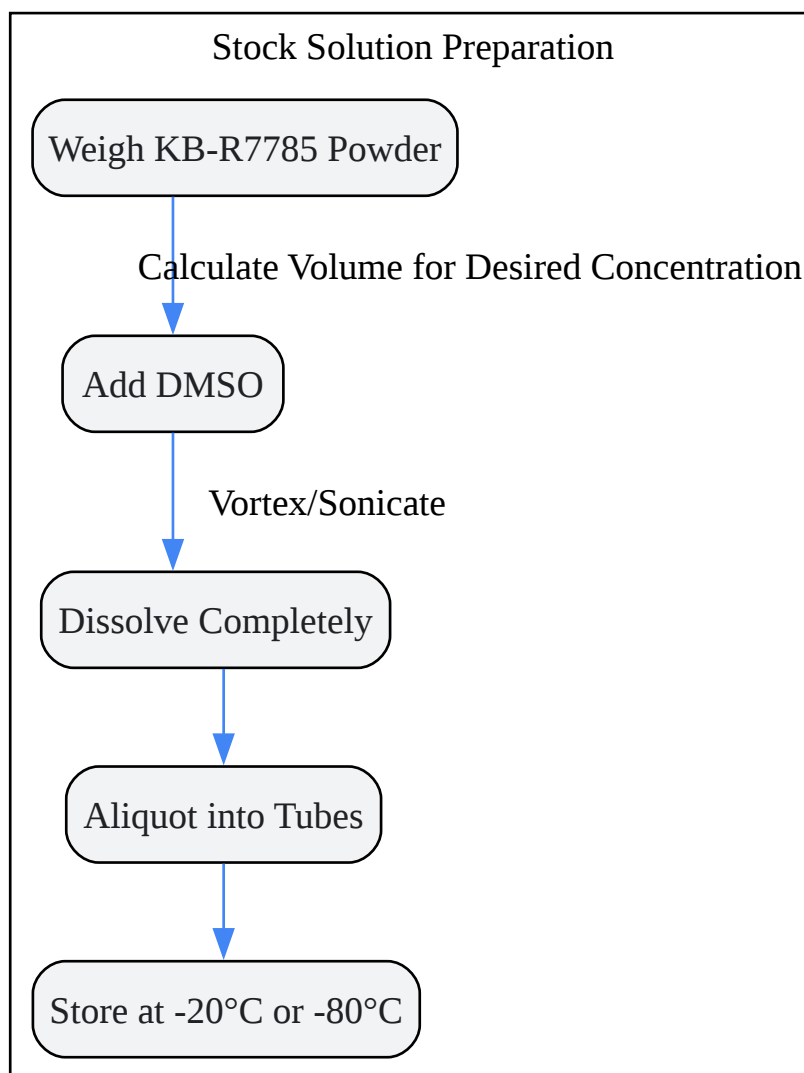 Stock Solution Preparation
Weigh KB-R7785 Powder
Calculate Volume for Desired Concentration
Add DMSO
Vortex/Sonicate
Dissolve Completely
Aliquot into Tubes
Store at -20°C or -80°C